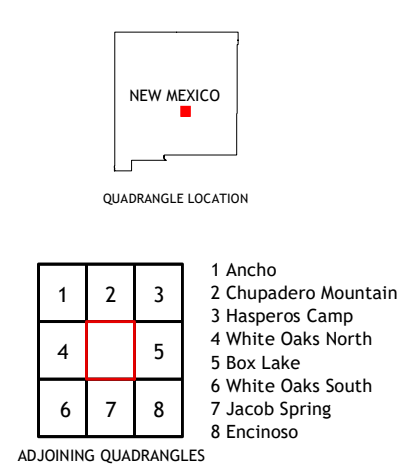 NEW MEXICO
QUADRANGLE LOCATION
1 2 3
4 5
6 7 8
1 Ancho
2 Chupadero Mountain
3 Hasperos Camp
4 White Oaks North
5 Box Lake
6 White Oaks South
7 Jacob Spring
8 Encinoso
ADJOINING QUADRANGLES